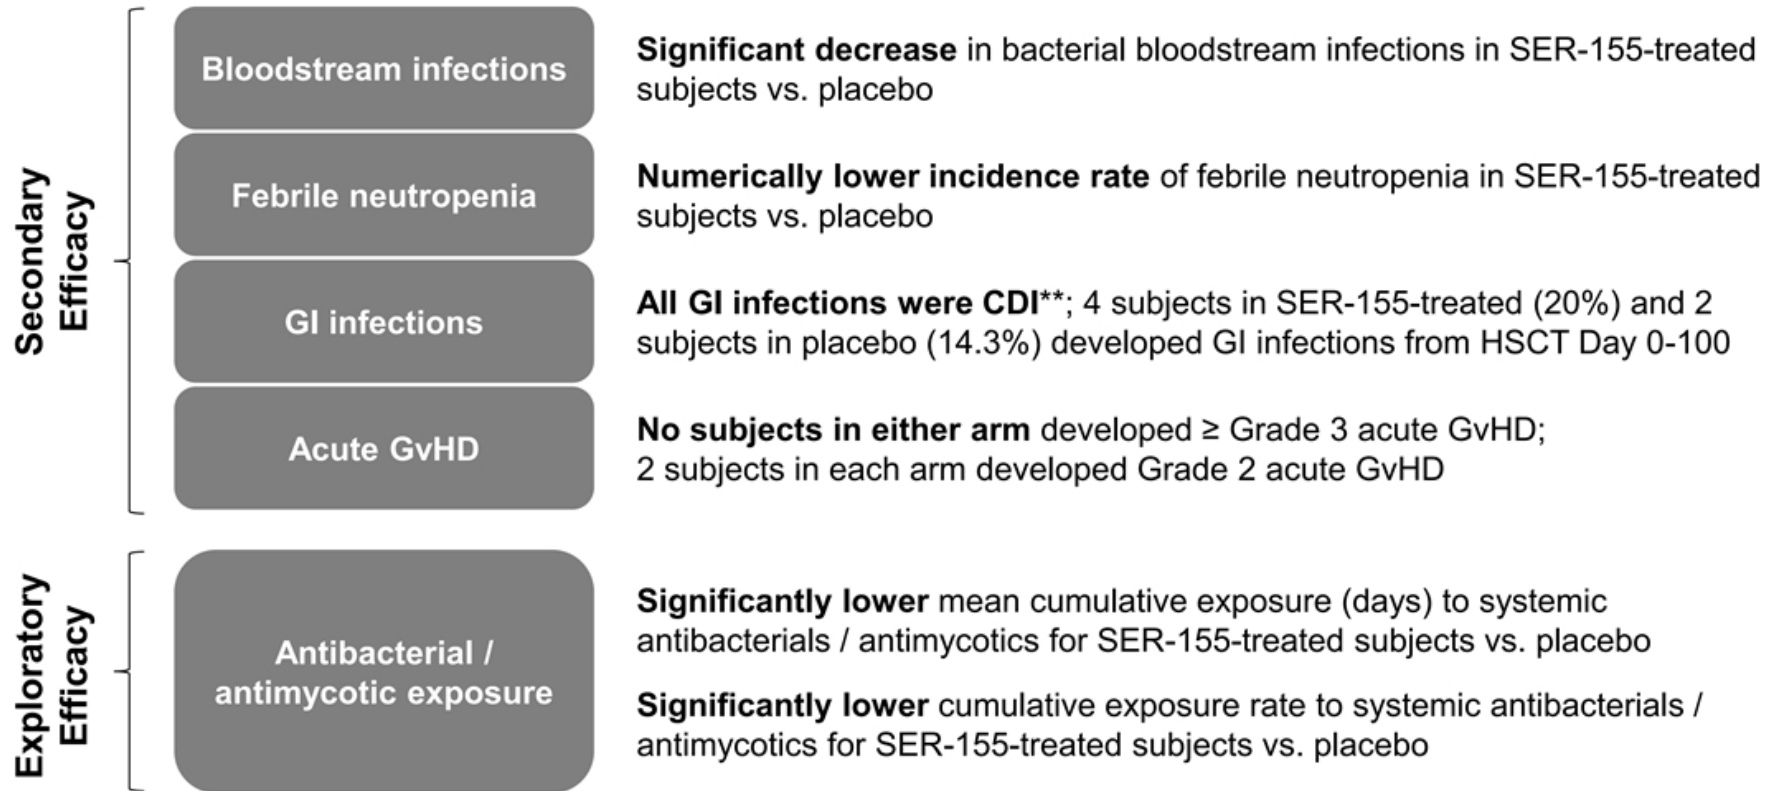 Secondary
Efficacy
Bloodstream infections
Significant decrease in bacterial bloodstream infections in SER-155-treated
subjects vs. placebo
Febrile neutropenia
Numerically lower incidence rate of febrile neutropenia in SER-155-treated
subjects vs. placebo
GI infections
All GI infections were CDI**; 4 subjects in SER-155-treated (20%) and 2
subjects in placebo (14.3%) developed GI infections from HSCT Day 0-100
Acute GvHD
No subjects in either arm developed ≥ Grade 3 acute GvHD;
2 subjects in each arm developed Grade 2 acute GvHD
Exploratory
Efficacy
Antibacterial /
antimycotic exposure
Significantly lower mean cumulative exposure (days) to systemic
antibacterials / antimycotics for SER-155-treated subjects vs. placebo
Significantly lower cumulative exposure rate to systemic antibacterials /
antimycotics for SER-155-treated subjects vs. placebo